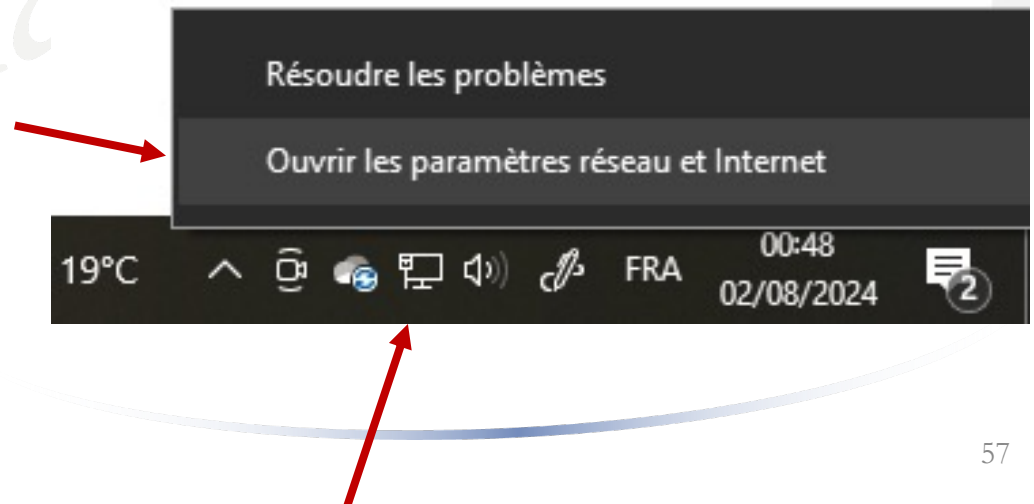 Résoudre les problèmes
Ouvrir les paramètres réseau et Internet
19°C FRA 00:48
02/08/2024 2
57